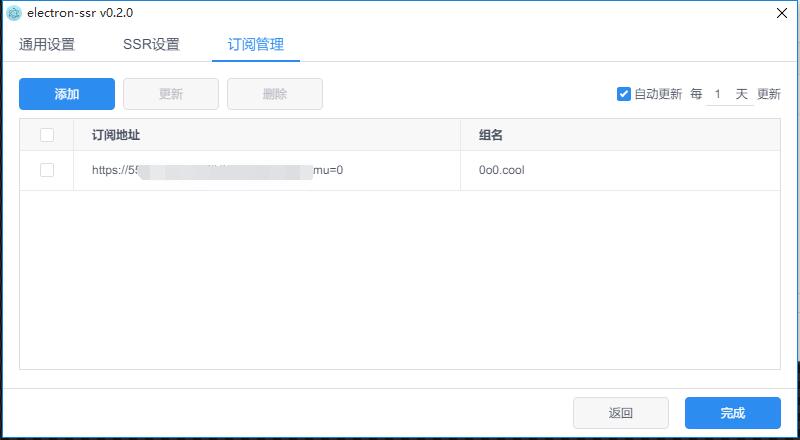 electron-ssr v0.2.0
通用设置 SSR设置 订阅管理
添加 更新 删除 自动更新 每 1 天 更新
订阅地址 组名
https://55 mu=0 0o0.cool
返回 完成